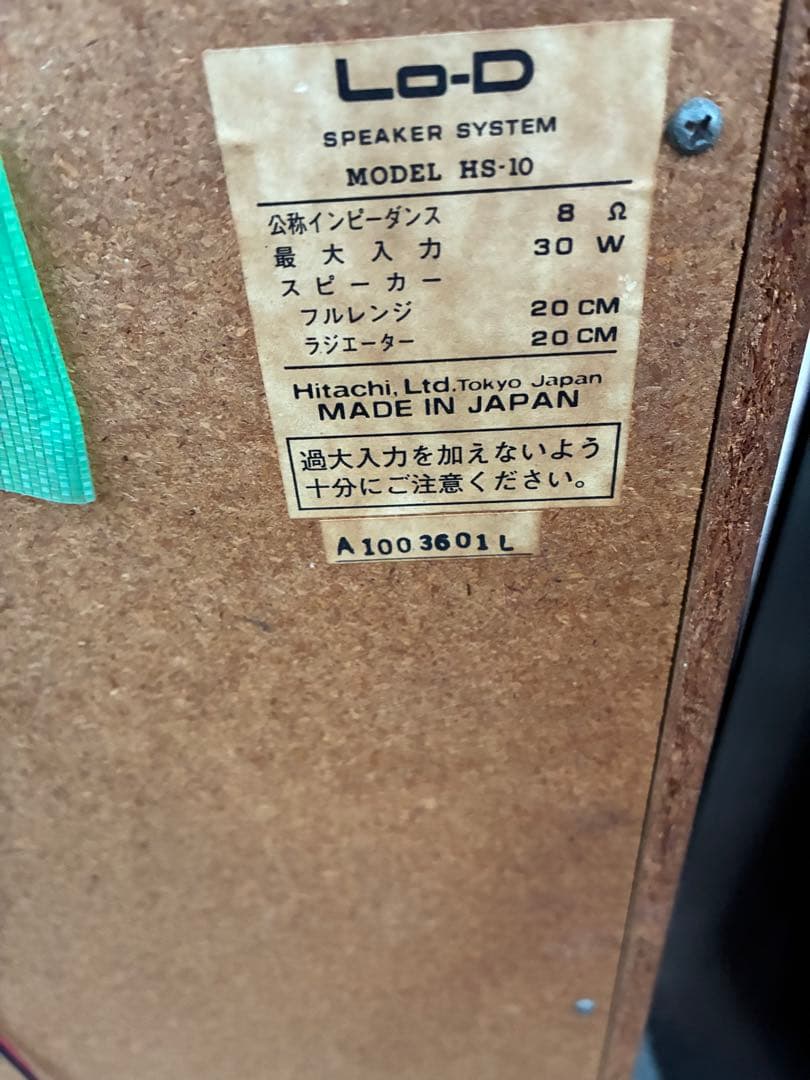 Lo-D
SPEAKER SYSTEM
MODEL HS-10
公称インピーダンス 8 Ω
最大入力 30 W
スピーカー
フルレンジ 20 CM
ラジエーター 20 CM
Hitachi, Ltd. Tokyo Japan
MADE IN JAPAN
過大入力を加えないよう
十分にご注意ください。
A1003601L